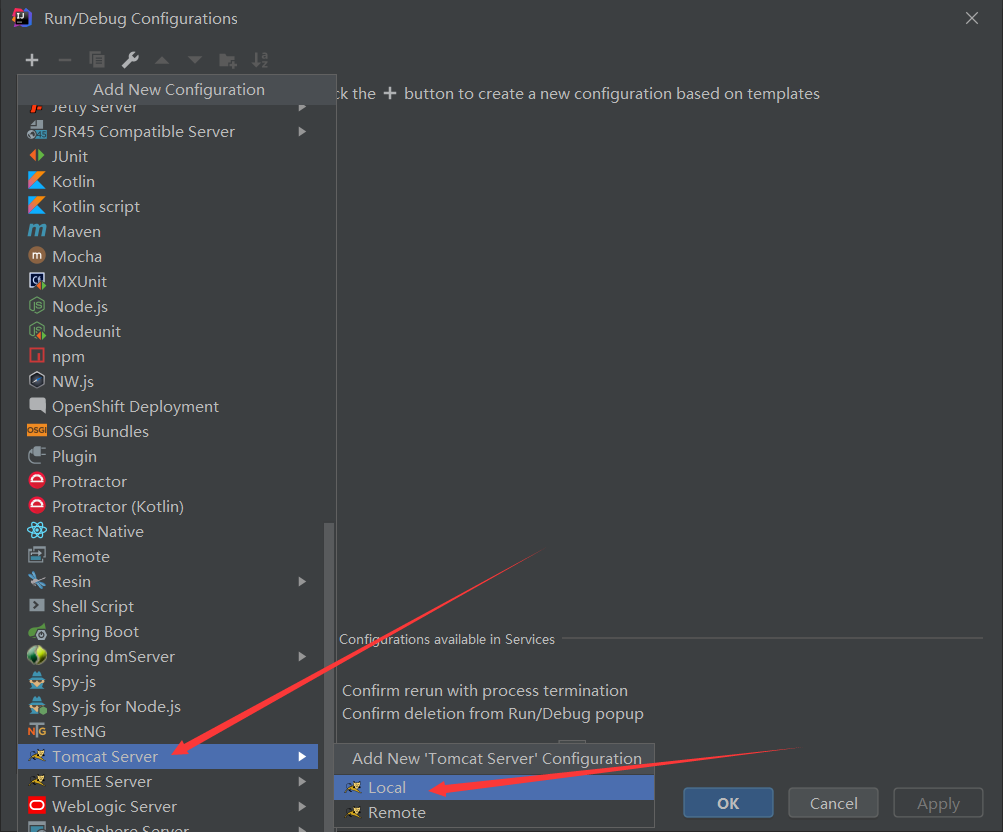 Run/Debug Configurations
Add New Configuration
ck the + button to create a new configuration based on templates
Jetty Server
JSR45 Compatible Server
JUnit
Kotlin
Kotlin script
Maven
Mocha
MXUnit
Node.js
Nodeunit
npm
NW.js
OpenShift Deployment
OSGi Bundles
Plugin
Protractor
Protractor (Kotlin)
React Native
Remote
Resin
Shell Script
Spring Boot
Spring dmServer
Spy-js
Spy-js for Node.js
TestNG
Tomcat Server
TomEE Server
WebLogic Server
WebSphere Server
Configurations available in Services
Confirm rerun with process termination
Confirm deletion from Run/Debug popup
Add New 'Tomcat Server' Configuration
Local
Remote
OK
Cancel
Apply